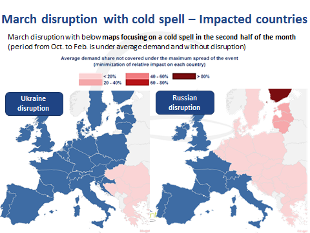 March disruption with cold spell – Impacted countries
March disruption with below maps focusing on a cold spell in the second half of the month
(period from Oct. to Feb. is under average demand and without disruption)
Average demand share not covered under the maximum spread of the event
(minimization of relative impact on each country)
< 20% 40 - 60% > 80%
20 - 40% 60 - 80%
Ukraine
disruption
Russian
disruption